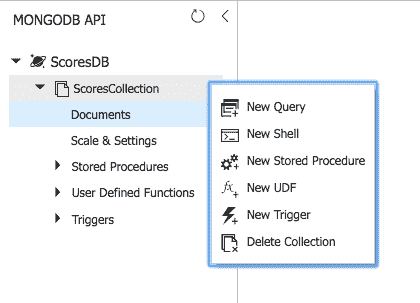 MONGODB API
ScoresDB
ScoresCollection
Documents
Scale & Settings
Stored Procedures
User Defined Functions
Triggers
New Query
New Shell
New Stored Procedure
New UDF
New Trigger
Delete Collection